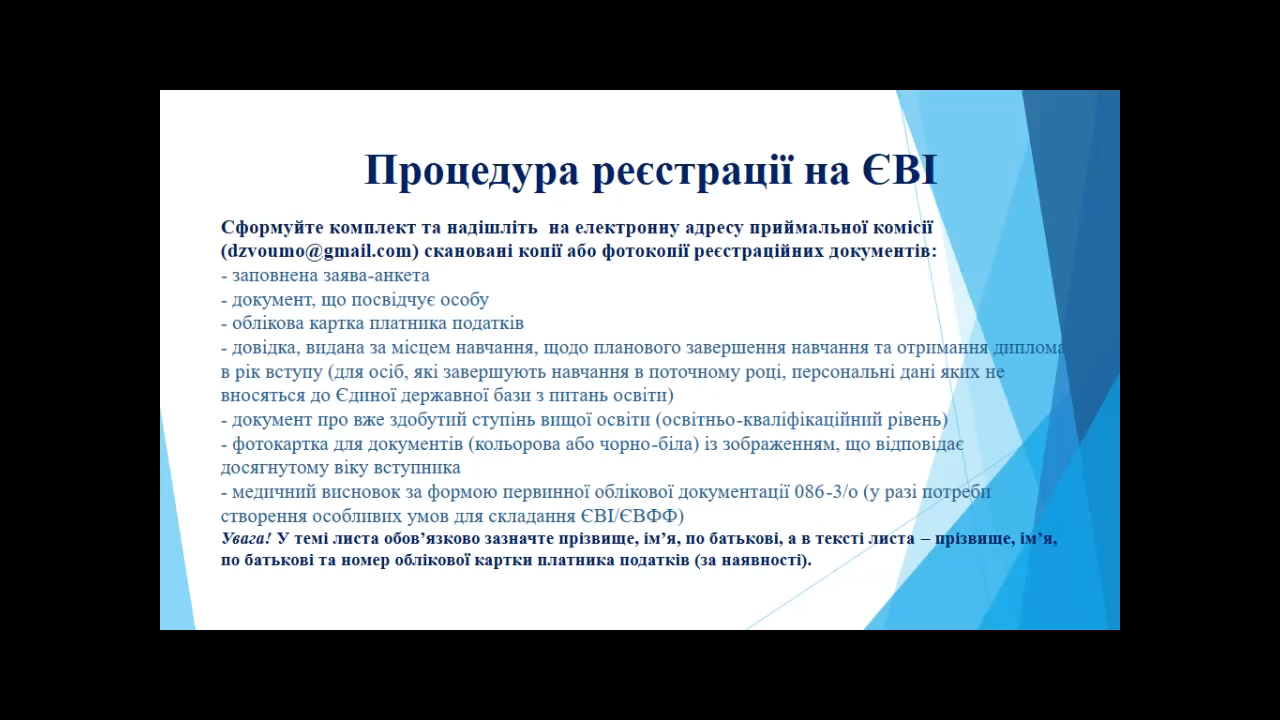 Процедура реєстрації на ЄВІ
Сформуйте комплект та надішліть на електронну адресу приймальної комісії
(dzvoumo@gmail.com) скановані копії або фотокопії реєстраційних документів:
- заповнена заява-анкета
- документ, що посвідчує особу
- облікова картка платника податків
- довідка, видана за місцем навчання, щодо планового завершення навчання та отримання диплома
в рік вступу (для осіб, які завершують навчання в поточному році, персональні дані яких не
вносяться до Єдиної державної бази з питань освіти)
- документ про вже здобутий ступінь вищої освіти (освітньо-кваліфікаційний рівень)
- фотокартка для документів (кольорова або чорно-біла) із зображенням, що відповідає
досягнутому віку вступника
- медичний висновок за формою первинної облікової документації 086-3/о (у разі потреби
створення особливих умов для складання ЄВІ/ЄВФФ)
Увага! У темі листа обов’язково зазначте прізвище, ім’я, по батькові, а в тексті листа – прізвище, ім’я,
по батькові та номер облікової картки платника податків (за наявності).